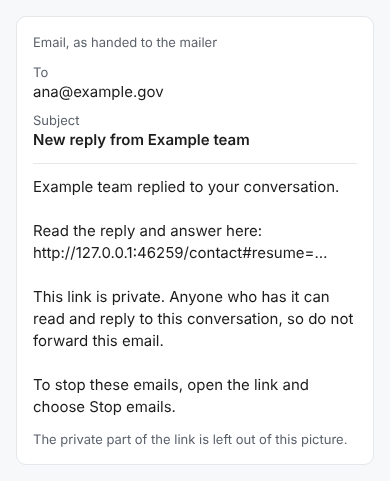 Email, as handed to the mailer
To
ana@example.gov
Subject
New reply from Example team
Example team replied to your conversation.
Read the reply and answer here:
http://127.0.0.1:46259/contact#resume=...
This link is private. Anyone who has it can
read and reply to this conversation, so do not
forward this email.
To stop these emails, open the link and
choose Stop emails.
The private part of the link is left out of this picture.